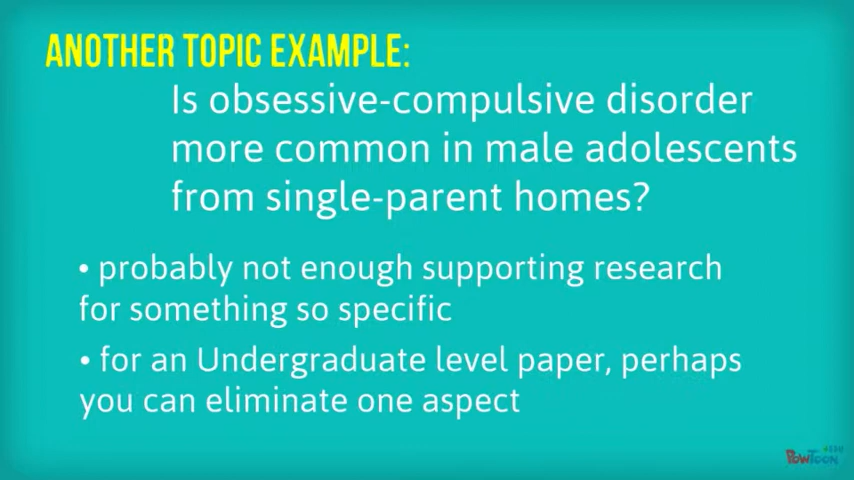 ANOTHER TOPIC EXAMPLE:
Is obsessive-compulsive disorder
more common in male adolescents
from single-parent homes?
• probably not enough supporting research
for something so specific
• for an Undergraduate level paper, perhaps
you can eliminate one aspect
POWTOON